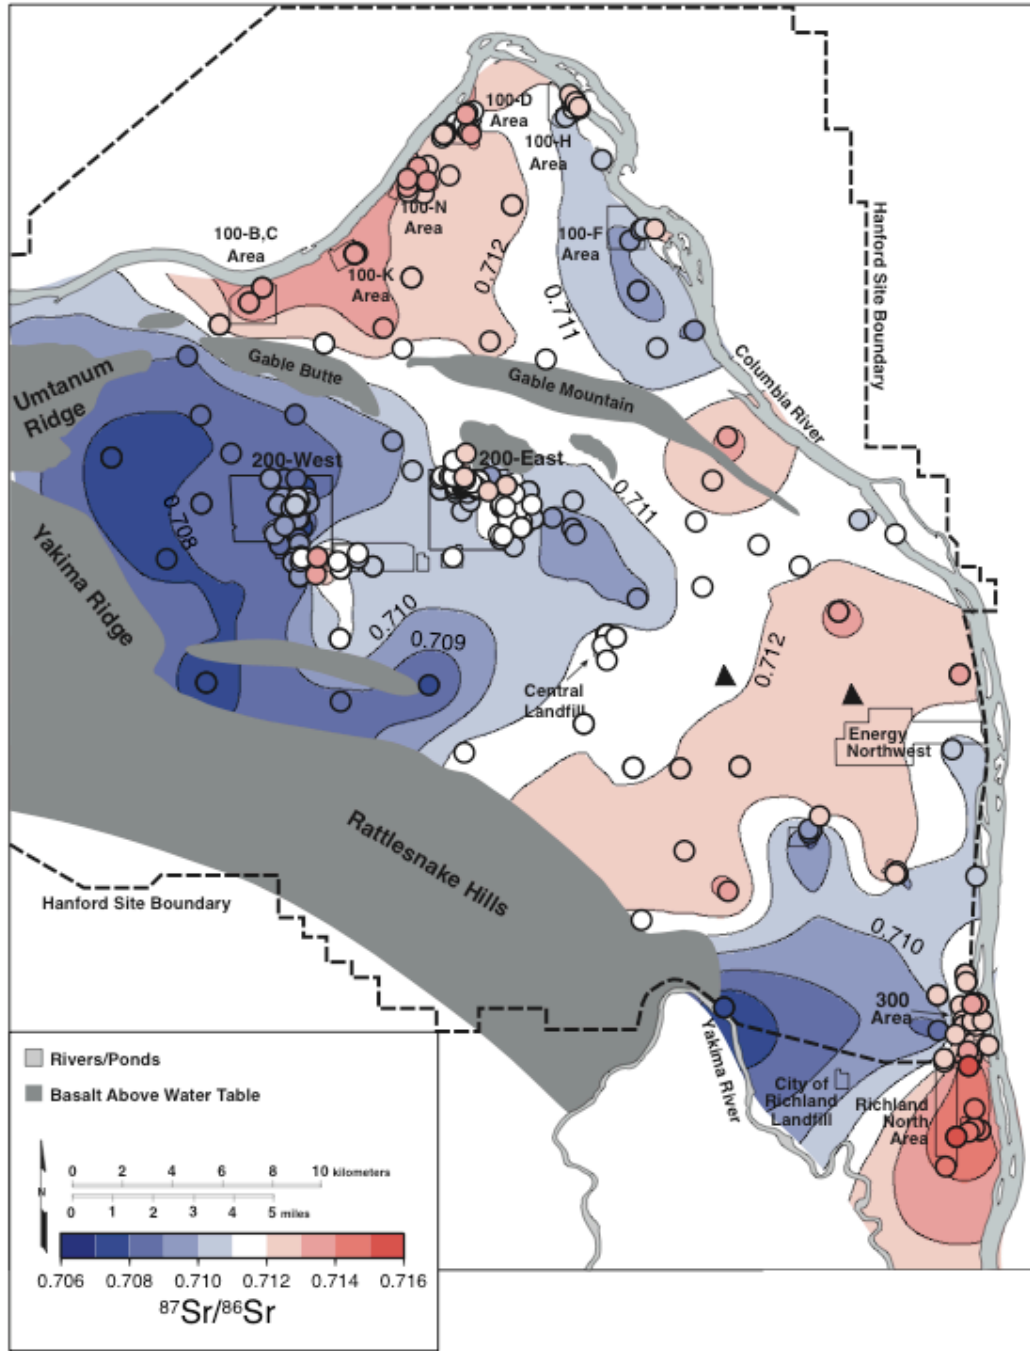 100-D
Area
100-H
Area
100-N
Area
100-B,C
Area
100-F
Area
100-K
Area
0.712
0.711
Hanford Site Boundary
Columbia River
Gable Butte
Gable Mountain
Umtanum
Ridge
200-West
200-East
0.711
0.708
Yakima Ridge
0.710
0.709
0.712
Central
Landfill
Energy
Northwest
Rattlesnake Hills
Hanford Site Boundary
0.710
300
Area
Yakima River
City of
Richland
Landfill
Richland
North
Area
Rivers/Ponds
Basalt Above Water Table
N
0 2 4 6 8 10 kilometers
0 1 2 3 4 5 miles
0.706 0.708 0.710 0.712 0.714 0.716
⁸⁷Sr/⁸⁶Sr